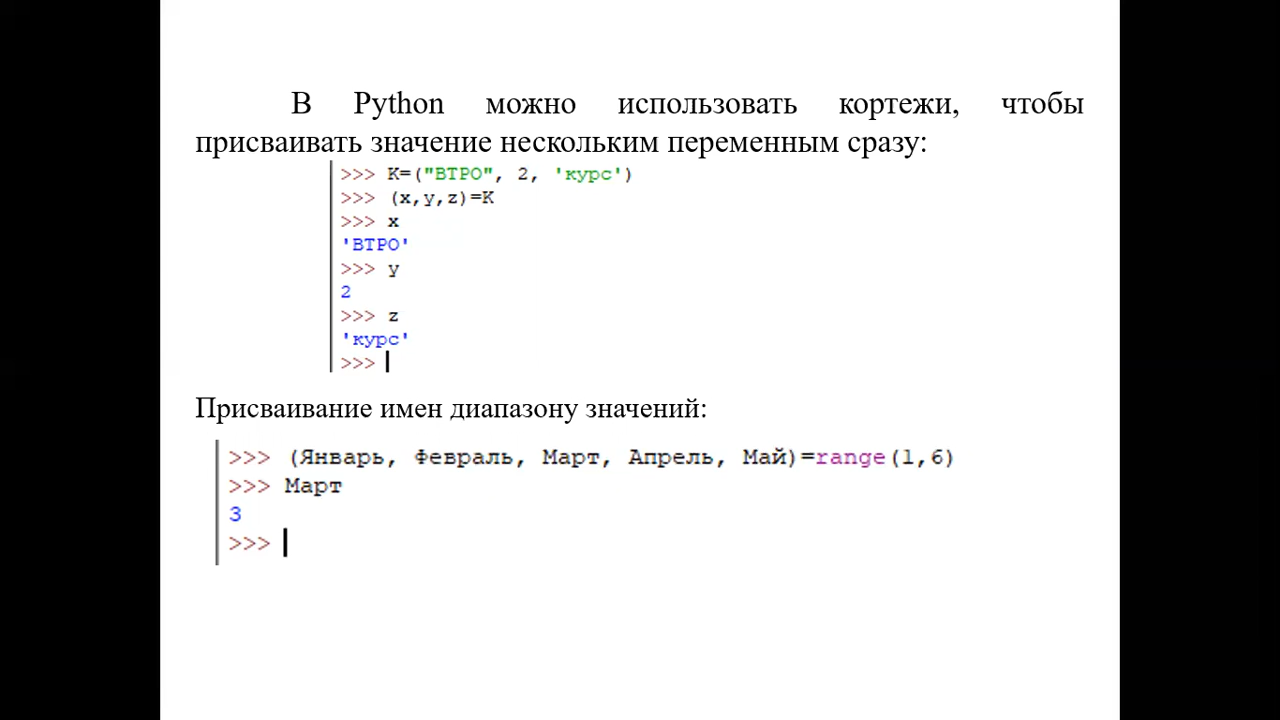 В Python можно использовать кортежи, чтобы
присваивать значение нескольким переменным сразу:
>>> K=("ВТРО", 2, 'курс')
>>> (x,y,z)=K
>>> x
'ВТРО'
>>> y
2
>>> z
'курс'
>>>
Присваивание имен диапазону значений:
>>> (Январь, Февраль, Март, Апрель, Май)=range(1,6)
>>> Март
3
>>>